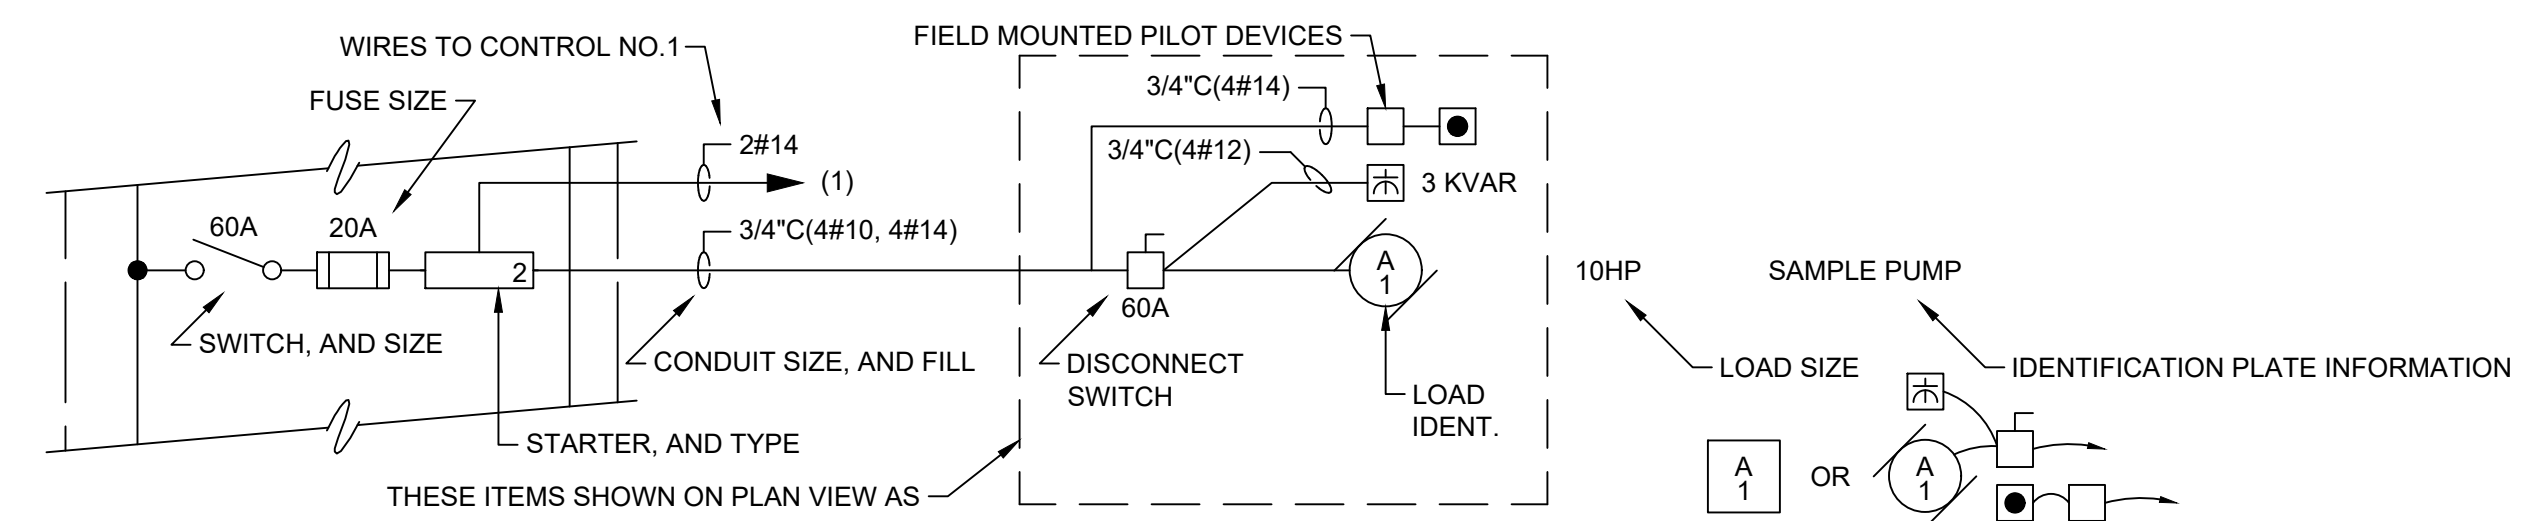 WIRES TO CONTROL NO.1
FIELD MOUNTED PILOT DEVICES
3/4"C(4#14)
FUSE SIZE
2#14
3/4"C(4#12)
(1)
3 KVAR
60A
20A
3/4"C(4#10, 4#14)
2
A
1
10HP
SAMPLE PUMP
60A
SWITCH, AND SIZE
CONDUIT SIZE, AND FILL
DISCONNECT
SWITCH
LOAD SIZE
IDENTIFICATION PLATE INFORMATION
LOAD
IDENT.
STARTER, AND TYPE
A
1
OR
A
1
THESE ITEMS SHOWN ON PLAN VIEW AS